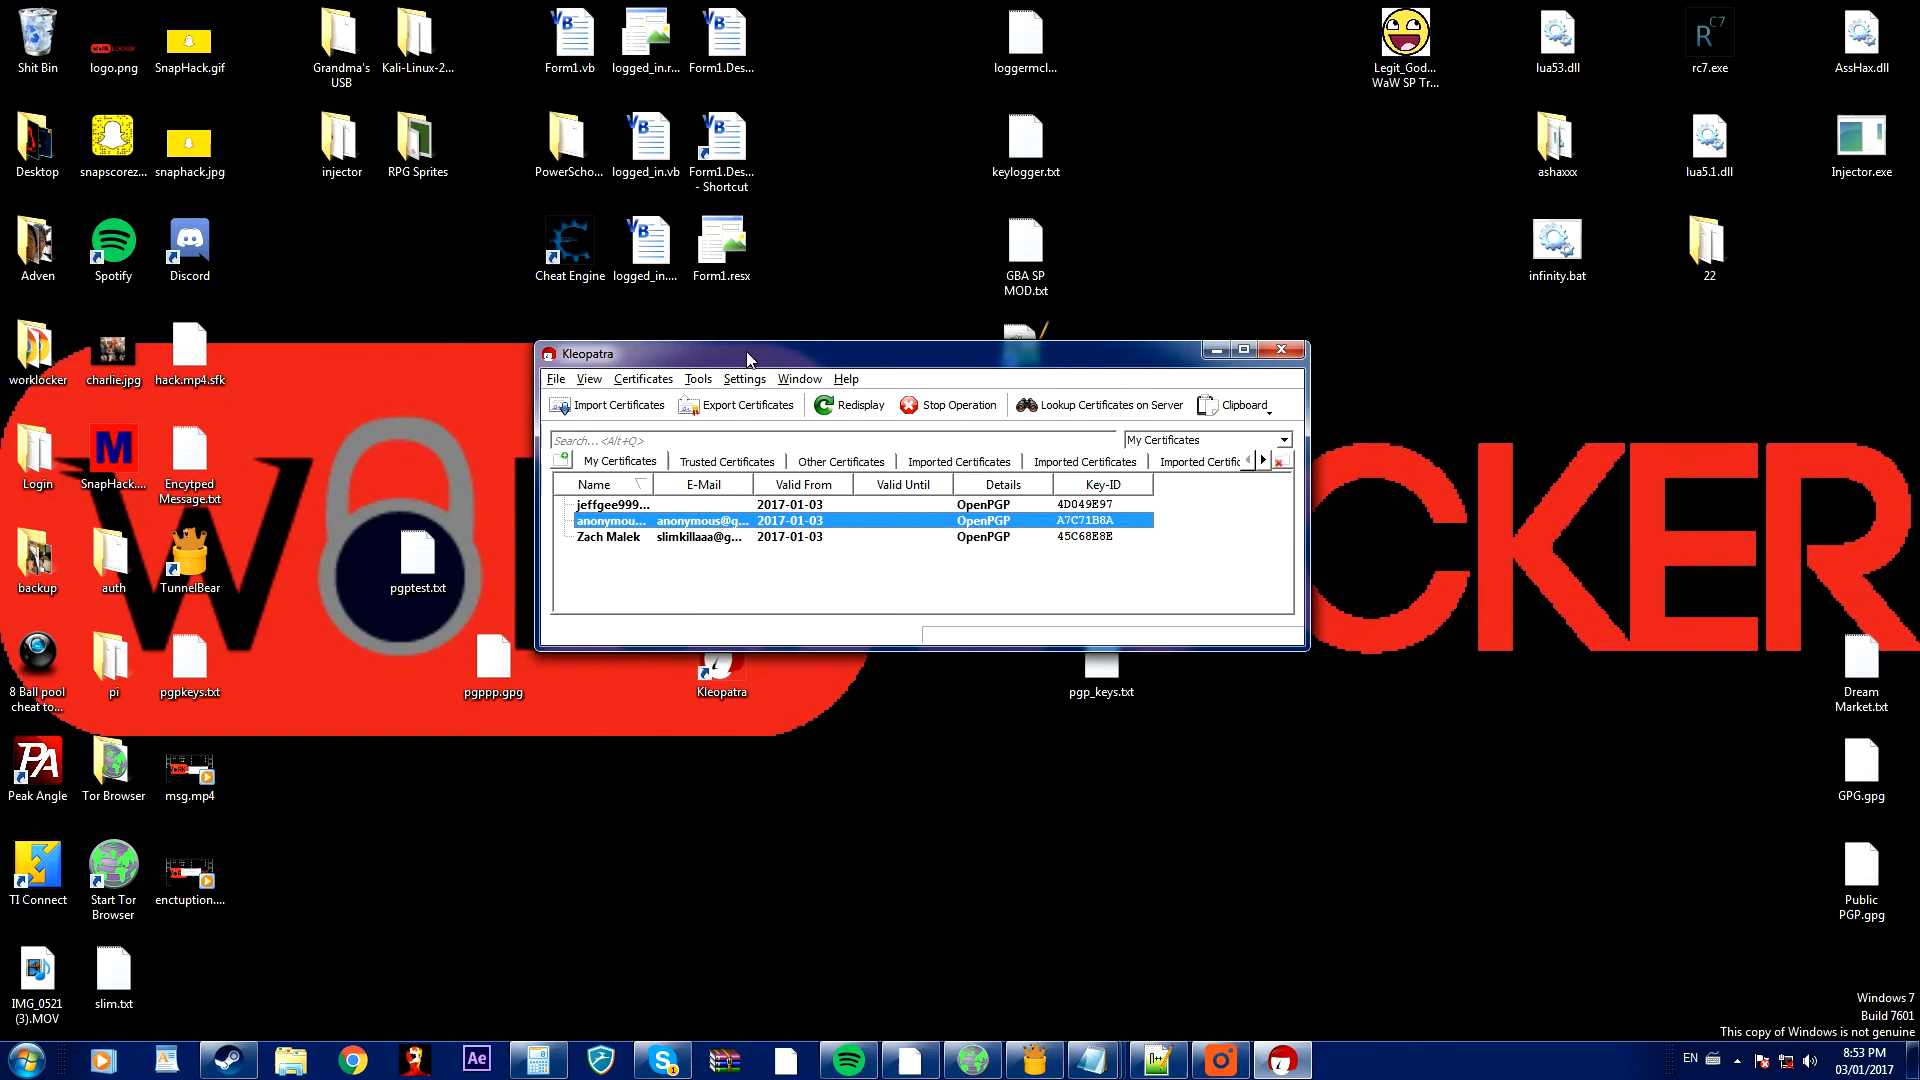 Shit Bin
logo.png
SnapHack.gif
Grandma's
USB
Kali-Linux-2...
Form1.vb
logged_in.r...
Form1.Des...
loggermcl...
Legit_God...
WaW SP Tr...
lua53.dll
rc7.exe
AssHax.dll
Desktop
snapscorez...
snaphack.jpg
injector
RPG Sprites
PowerScho...
logged_in.vb
Form1.Des...
- Shortcut
keylogger.txt
ashaxxx
lua5.1.dll
Injector.exe
Adven
Spotify
Discord
Cheat Engine
logged_in....
Form1.resx
GBA SP
MOD.txt
infinity.bat
22
worklocker
charlie.jpg
hack.mp4.sfk
Kleopatra
File View Certificates Tools Settings Window Help
Import Certificates Export Certificates Redisplay Stop Operation Lookup Certificates on Server Clipboard
Search...<Alt+Q>
My Certificates
My Certificates Trusted Certificates Other Certificates Imported Certificates Imported Certificates Imported Certific
Name E-Mail Valid From Valid Until Details Key-ID
jeffgee999... 2017-01-03 OpenPGP 4D049E97
anonymou... anonymous@g... 2017-01-03 OpenPGP A7C71B8A
Zach Malek slimkillaaa@g... 2017-01-03 OpenPGP 45C68E8E
W
CKER
Login
SnapHack....
Encytped
Message.txt
backup
auth
TunnelBear
pgptest.txt
8 Ball pool
cheat to...
pi
pgpkeys.txt
pgppp.gpg
Kleopatra
pgp_keys.txt
Dream
Market.txt
Peak Angle
Tor Browser
msg.mp4
GPG.gpg
TI Connect
Start Tor
Browser
enctuption....
Public
PGP.gpg
IMG_0521
(3).MOV
slim.txt
Windows 7
Build 7601
This copy of Windows is not genuine
EN
8:53 PM
03/01/2017